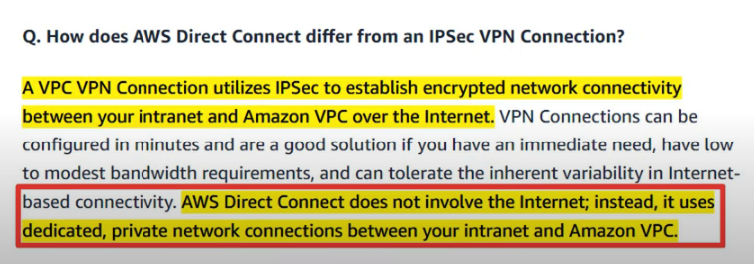 Q. How does AWS Direct Connect differ from an IPSec VPN Connection?
A VPC VPN Connection utilizes IPSec to establish encrypted network connectivity
between your intranet and Amazon VPC over the Internet. VPN Connections can be
configured in minutes and are a good solution if you have an immediate need, have low
to modest bandwidth requirements, and can tolerate the inherent variability in Internet-
based connectivity. AWS Direct Connect does not involve the Internet; instead, it uses
dedicated, private network connections between your intranet and Amazon VPC.